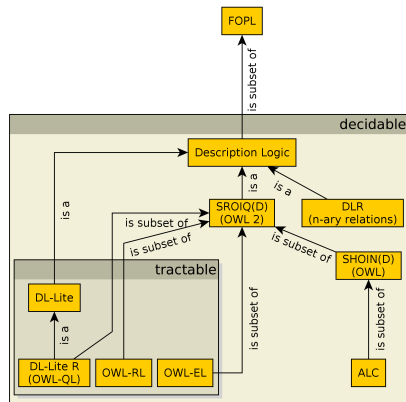 FOPL
is subset of
decidable
Description Logic
is a
is a
is a
SROIQ(D)
(OWL 2)
DLR
(n-ary relations)
is subset of
is subset of
is subset of
SHOIN(D)
(OWL)
tractable
DL-Lite
is subset of
is subset of
is a
DL-Lite R
(OWL-QL)
OWL-RL
OWL-EL
ALC